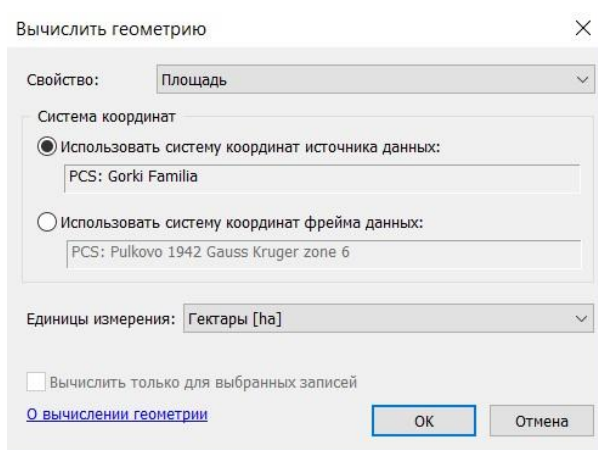 Вычислить геометрию
Свойство: Площадь
Система координат
Использовать систему координат источника данных:
PCS: Gorki Familia
Использовать систему координат фрейма данных:
PCS: Pulkovo 1942 Gauss Kruger zone 6
Единицы измерения: Гектары [ha]
Вычислить только для выбранных записей
О вычислении геометрии ОК Отмена